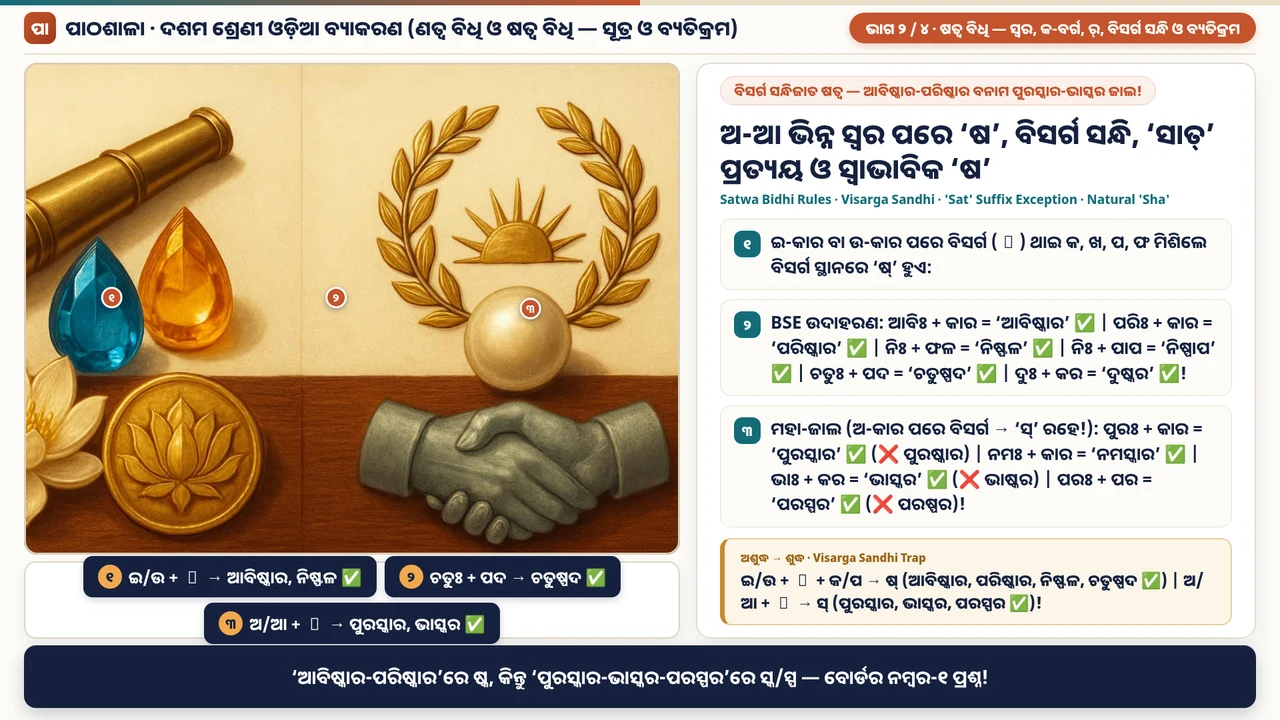 ପା ପାଠଶାଳା · ଦଶମ ଶ୍ରେଣୀ ଓଡ଼ିଆ ବ୍ୟାକରଣ (ଣତ୍ୱ ବିଧି ଓ ଷତ୍ୱ ବିଧି — ସୂତ୍ର ଓ ବ୍ୟତିକ୍ରମ)
ଭାଗ ୨ / ୪ · ଷତ୍ୱ ବିଧି — ସ୍ୱର, କ-ବର୍ଗ, ର୍, ବିସର୍ଗ ସନ୍ଧି ଓ ବ୍ୟତିକ୍ରମ
୧
୨
୩
୧ ଇ/ଉ + → ଆବିଷ୍କାର, ନିଷ୍ଫଳ ✅
୨ ଚତୁଃ + ପଦ → ଚତୁଷ୍ପଦ ✅
୩ ଅ/ଆ + → ପୁରସ୍କାର, ଭାସ୍କର ✅
ବିସର୍ଗ ସନ୍ଧିଜାତ ଷତ୍ୱ — ଆବିଷ୍କାର-ପରିଷ୍କାର ବନାମ ପୁରସ୍କାର-ଭାସ୍କର ଜାଲ!
ଅ-ଆ ଭିନ୍ନ ସ୍ୱର ପରେ ‘ଷ’, ବିସର୍ଗ ସନ୍ଧି, ‘ସାତ୍’
ପ୍ରତ୍ୟୟ ଓ ସ୍ୱାଭାବିକ ‘ଷ’
Satwa Bidhi Rules · Visarga Sandhi · 'Sat' Suffix Exception · Natural 'Sha'
୧ ଇ-କାର ବା ଉ-କାର ପରେ ବିସର୍ଗ ( ) ଥାଇ କ, ଖ, ପ, ଫ ମିଶିଲେ
ବିସର୍ଗ ସ୍ଥାନରେ ‘ଷ୍’ ହୁଏ:
୨ BSE ଉଦାହରଣ: ଆବିଃ + କାର = ‘ଆବିଷ୍କାର’ ✅ | ପରିଃ + କାର =
‘ପରିଷ୍କାର’ ✅ | ନିଃ + ଫଳ = ‘ନିଷ୍ଫଳ’ ✅ | ନିଃ + ପାପ = ‘ନିଷ୍ପାପ’
✅ | ଚତୁଃ + ପଦ = ‘ଚତୁଷ୍ପଦ’ ✅ | ଦୁଃ + କର = ‘ଦୁଷ୍କର’ ✅!
୩ ମହା-ଜାଲ (ଅ-କାର ପରେ ବିସର୍ଗ → ‘ସ୍’ ରହେ!): ପୁରଃ + କାର =
‘ପୁରସ୍କାର’ ✅ (❌ ପୁରଷ୍କାର) | ନମଃ + କାର = ‘ନମସ୍କାର’ ✅ |
ଭାଃ + କର = ‘ଭାସ୍କର’ ✅ (❌ ଭାଷ୍କର) | ପରଃ + ପର =
‘ପରସ୍ପର’ ✅ (❌ ପରଷ୍ପର)!
ଅଶୁଦ୍ଧ → ଶୁଦ୍ଧ · Visarga Sandhi Trap
ଇ/ଉ + + କ/ପ → ଷ୍ (ଆବିଷ୍କାର, ପରିଷ୍କାର, ନିଷ୍ଫଳ, ଚତୁଷ୍ପଦ ✅) | ଅ/
ଆ + → ସ୍ (ପୁରସ୍କାର, ଭାସ୍କର, ପରସ୍ପର ✅)!
‘ଆବିଷ୍କାର-ପରିଷ୍କାର’ରେ ଷ୍କ, କିନ୍ତୁ ‘ପୁରସ୍କାର-ଭାସ୍କର-ପରସ୍ପର’ରେ ସ୍କ/ସ୍ପ — ବୋର୍ଡର ନମ୍ବର-୧ ପ୍ରଶ୍ନ!